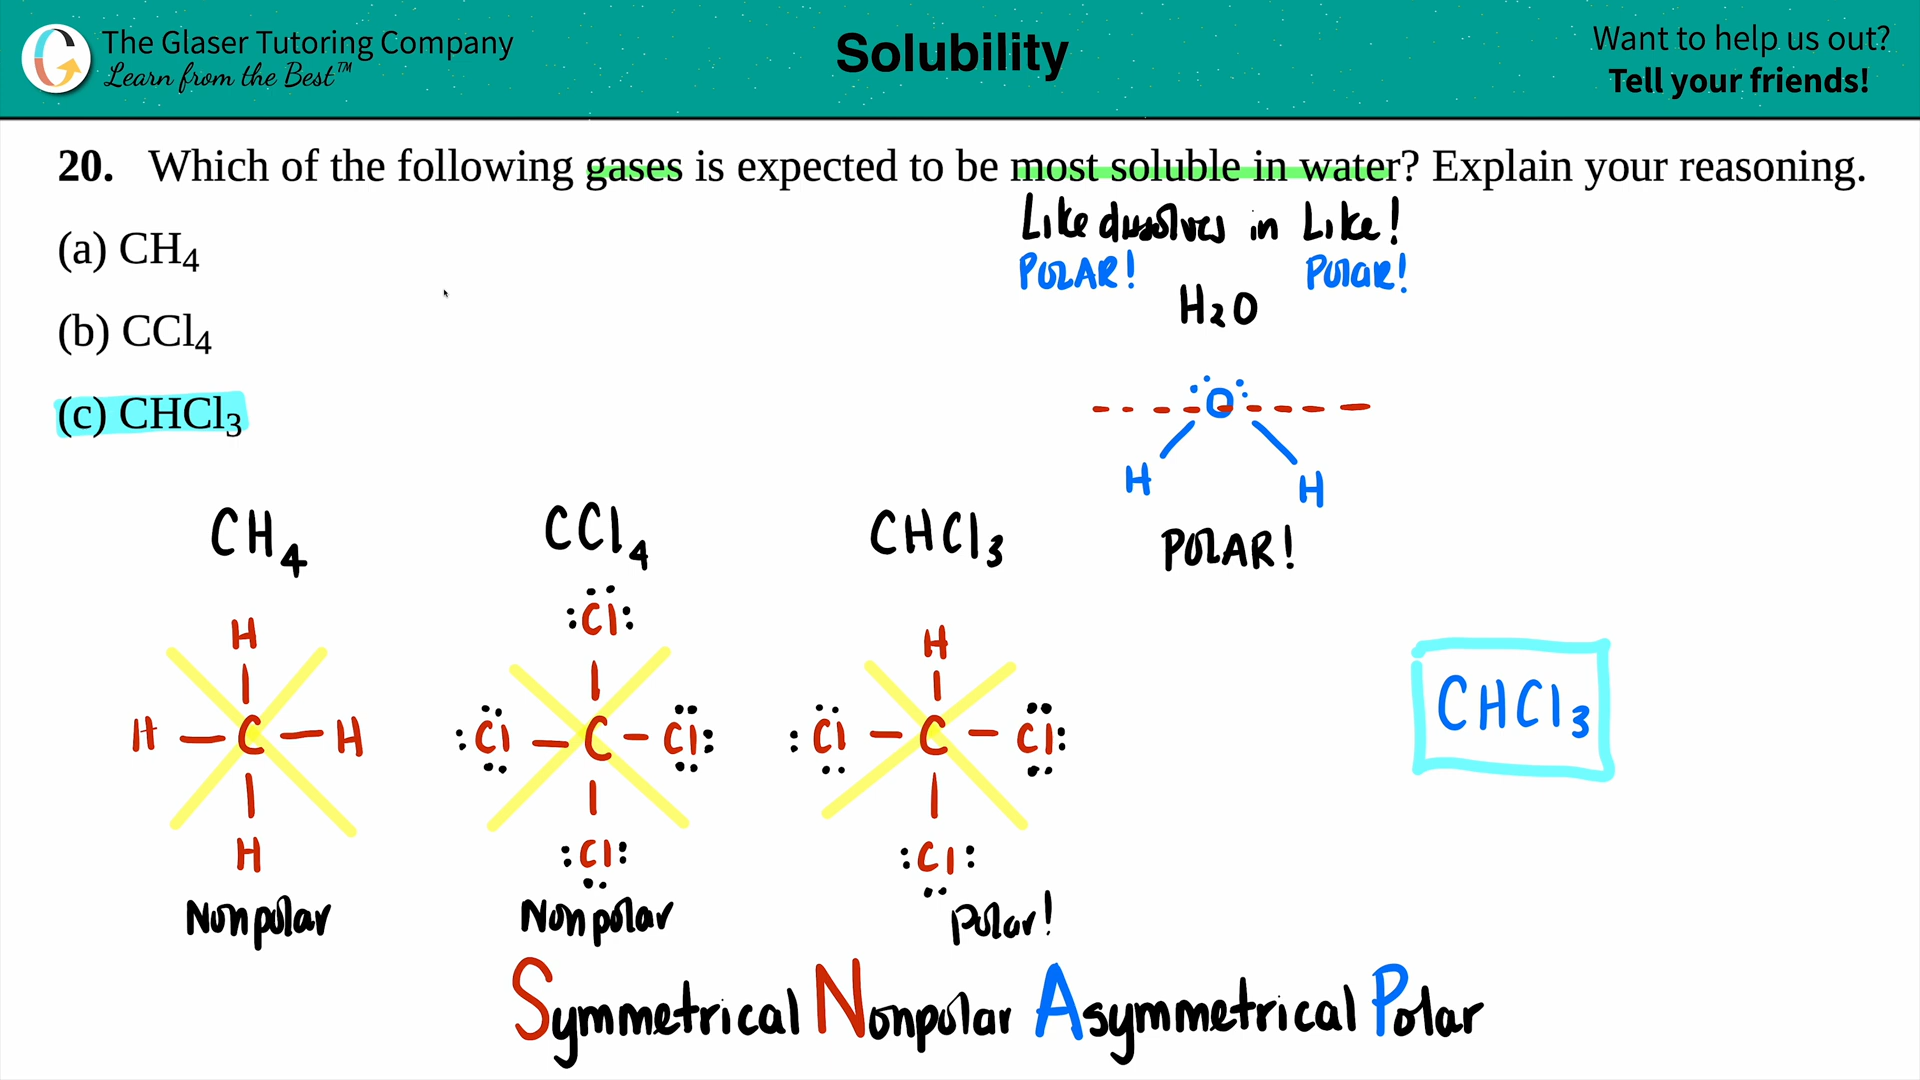 The Glaser Tutoring Company
Learn from the Best™
Solubility
Want to help us out?
Tell your friends!
20. Which of the following gases is expected to be most soluble in water? Explain your reasoning.
Like dissolves in Like!
POLAR! POLAR!
(a) CH₄
(b) CCl₄
(c) CHCl₃
H₂O
O
H H
POLAR!
CH₄ CCl₄ CHCl₃
H
H C H
H
Nonpolar
:Cl:
:Cl C Cl:
:Cl:
Nonpolar
H
:Cl C Cl:
:Cl:
Polar!
CHCl₃
Symmetrical Nonpolar Asymmetrical Polar